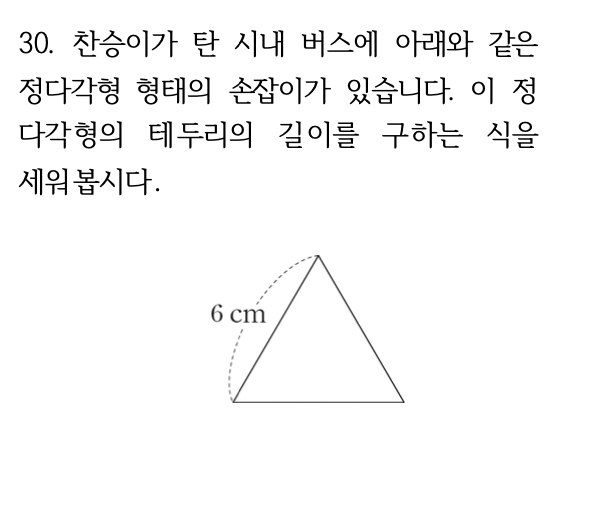 30. 찬승이가 탄 시내 버스에 아래와 같은
정다각형 형태의 손잡이가 있습니다. 이 정
다각형의 테두리의 길이를 구하는 식을
세워봅시다.
6 cm